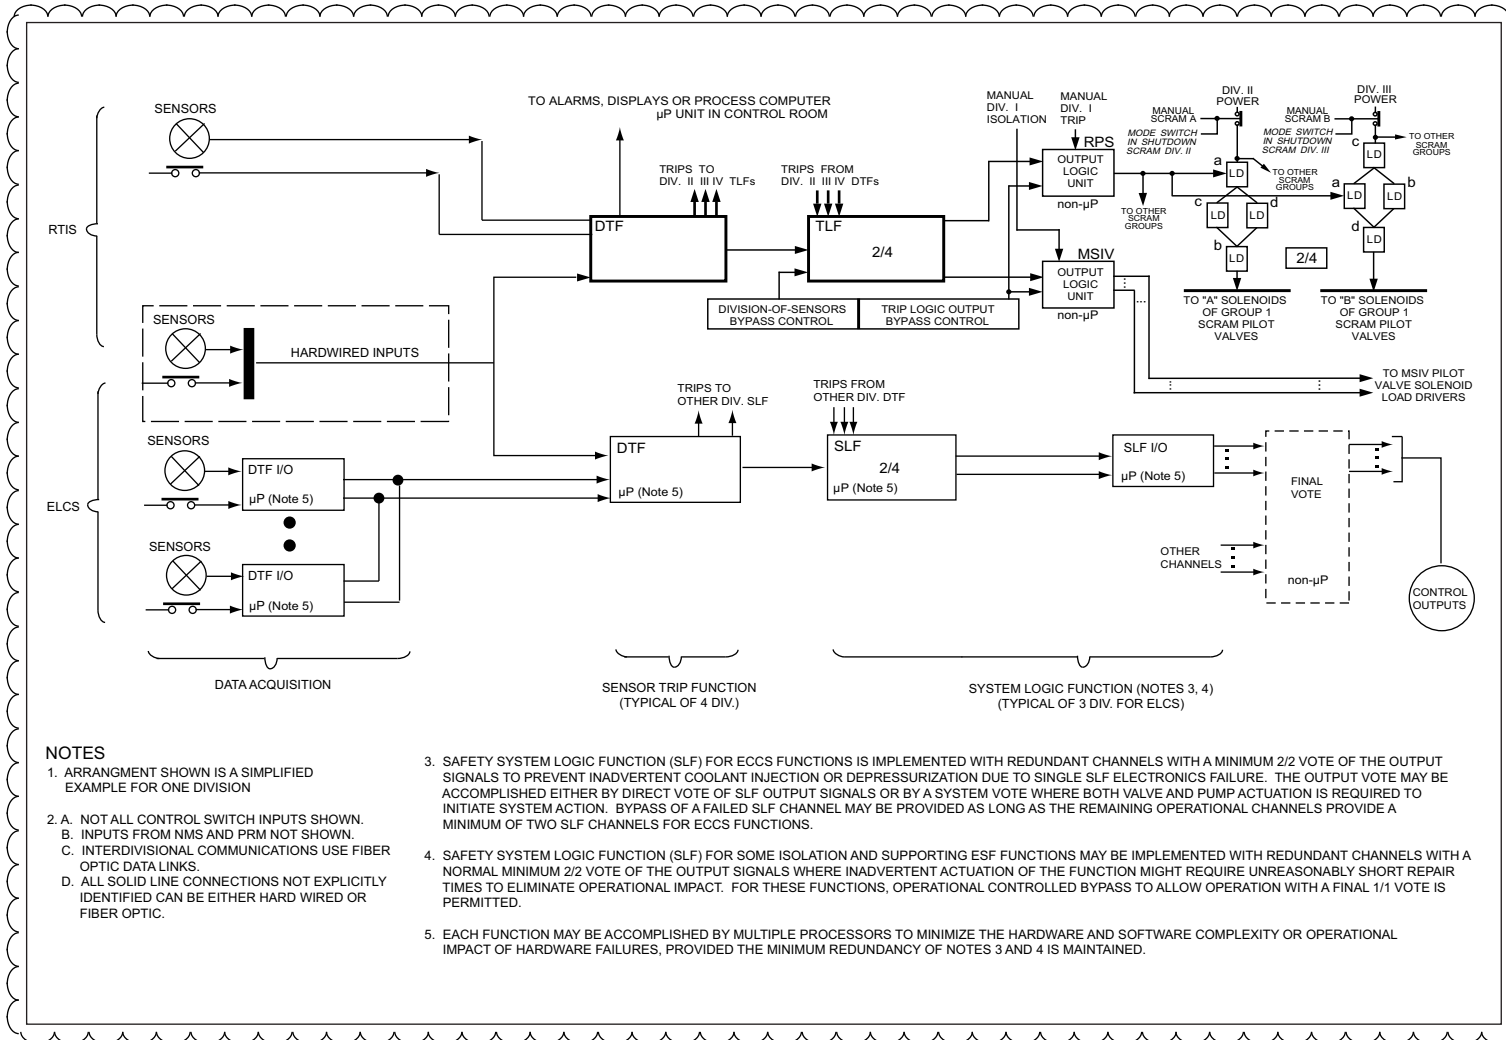 SENSORS
TO ALARMS, DISPLAYS OR PROCESS COMPUTER
µP UNIT IN CONTROL ROOM
MANUAL
DIV. I
ISOLATION
MANUAL
DIV. I
TRIP
DIV. II
POWER
MANUAL
SCRAM A
MODE SWITCH
IN SHUTDOWN
SCRAM DIV. II
DIV. III
POWER
MANUAL
SCRAM B
MODE SWITCH
IN SHUTDOWN
SCRAM DIV. III
TO OTHER
SCRAM
GROUPS
TRIPS TO
DIV. II III IV TLFs
TRIPS FROM
DIV. II III IV DTFs
RPS
OUTPUT
LOGIC
UNIT
non-µP
TO OTHER
SCRAM
GROUPS
a
LD
TO OTHER
SCRAM
GROUPS
c
LD
d
LD
b
LD
c
LD
a
LD
b
LD
d
LD
2/4
RTIS
DTF
TLF
2/4
MSIV
OUTPUT
LOGIC
UNIT
non-µP
DIVISION-OF-SENSORS
BYPASS CONTROL
TRIP LOGIC OUTPUT
BYPASS CONTROL
TO "A" SOLENOIDS
OF GROUP 1
SCRAM PILOT
VALVES
TO "B" SOLENOIDS
OF GROUP 1
SCRAM PILOT
VALVES
SENSORS
HARDWIRED INPUTS
TO MSIV PILOT
VALVE SOLENOID
LOAD DRIVERS
TRIPS TO
OTHER DIV. SLF
TRIPS FROM
OTHER DIV. DTF
ELCS
SENSORS
DTF I/O
µP (Note 5)
DTF
µP (Note 5)
SLF
2/4
µP (Note 5)
SLF I/O
µP (Note 5)
FINAL
VOTE
non-µP
SENSORS
DTF I/O
µP (Note 5)
OTHER
CHANNELS
CONTROL
OUTPUTS
DATA ACQUISITION
SENSOR TRIP FUNCTION
(TYPICAL OF 4 DIV.)
SYSTEM LOGIC FUNCTION (NOTES 3, 4)
(TYPICAL OF 3 DIV. FOR ELCS)
NOTES
1. ARRANGMENT SHOWN IS A SIMPLIFIED
EXAMPLE FOR ONE DIVISION
2. A. NOT ALL CONTROL SWITCH INPUTS SHOWN.
B. INPUTS FROM NMS AND PRM NOT SHOWN.
C. INTERDIVISIONAL COMMUNICATIONS USE FIBER
OPTIC DATA LINKS.
D. ALL SOLID LINE CONNECTIONS NOT EXPLICITLY
IDENTIFIED CAN BE EITHER HARD WIRED OR
FIBER OPTIC.
3. SAFETY SYSTEM LOGIC FUNCTION (SLF) FOR ECCS FUNCTIONS IS IMPLEMENTED WITH REDUNDANT CHANNELS WITH A MINIMUM 2/2 VOTE OF THE OUTPUT
SIGNALS TO PREVENT INADVERTENT COOLANT INJECTION OR DEPRESSURIZATION DUE TO SINGLE SLF ELECTRONICS FAILURE. THE OUTPUT VOTE MAY BE
ACCOMPLISHED EITHER BY DIRECT VOTE OF SLF OUTPUT SIGNALS OR BY A SYSTEM VOTE WHERE BOTH VALVE AND PUMP ACTUATION IS REQUIRED TO
INITIATE SYSTEM ACTION. BYPASS OF A FAILED SLF CHANNEL MAY BE PROVIDED AS LONG AS THE REMAINING OPERATIONAL CHANNELS PROVIDE A
MINIMUM OF TWO SLF CHANNELS FOR ECCS FUNCTIONS.
4. SAFETY SYSTEM LOGIC FUNCTION (SLF) FOR SOME ISOLATION AND SUPPORTING ESF FUNCTIONS MAY BE IMPLEMENTED WITH REDUNDANT CHANNELS WITH A
NORMAL MINIMUM 2/2 VOTE OF THE OUTPUT SIGNALS WHERE INADVERTENT ACTUATION OF THE FUNCTION MIGHT REQUIRE UNREASONABLY SHORT REPAIR
TIMES TO ELIMINATE OPERATIONAL IMPACT. FOR THESE FUNCTIONS, OPERATIONAL CONTROLLED BYPASS TO ALLOW OPERATION WITH A FINAL 1/1 VOTE IS
PERMITTED.
5. EACH FUNCTION MAY BE ACCOMPLISHED BY MULTIPLE PROCESSORS TO MINIMIZE THE HARDWARE AND SOFTWARE COMPLEXITY OR OPERATIONAL
IMPACT OF HARDWARE FAILURES, PROVIDED THE MINIMUM REDUNDANCY OF NOTES 3 AND 4 IS MAINTAINED.